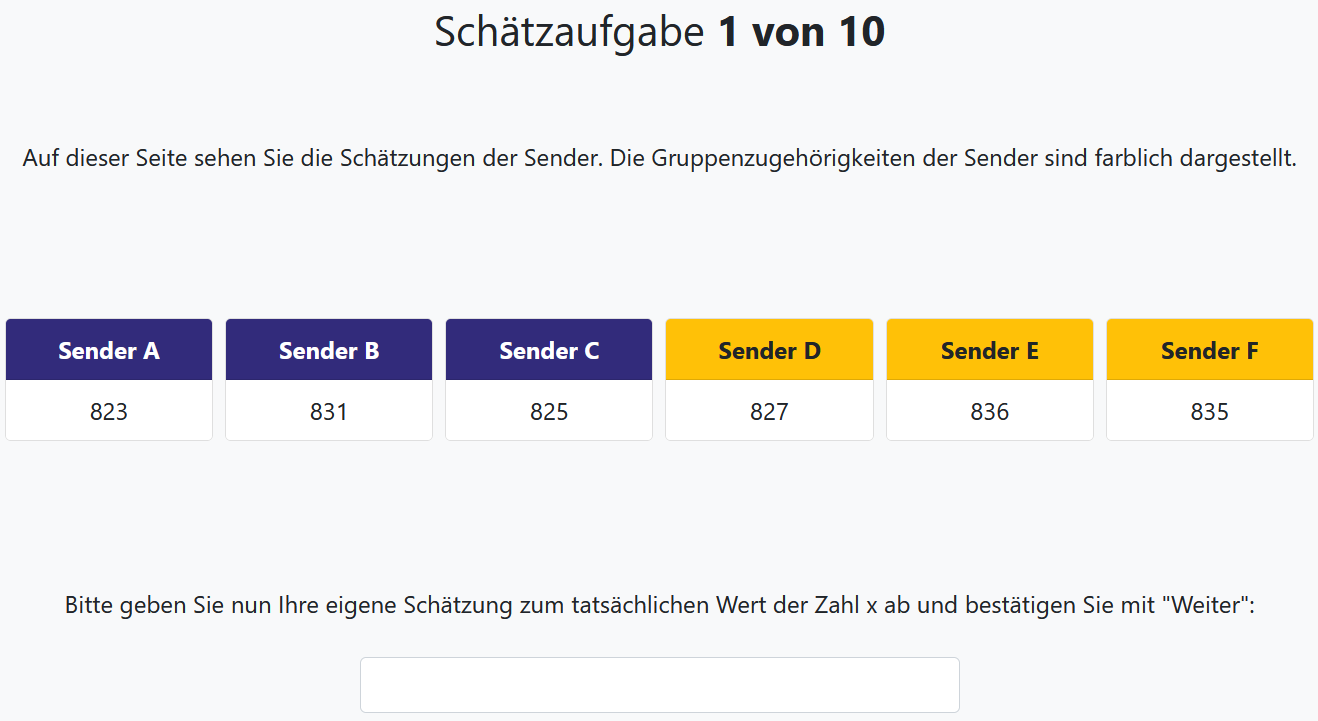 Schätzaufgabe 1 von 10
Auf dieser Seite sehen Sie die Schätzungen der Sender. Die Gruppenzugehörigkeiten der Sender sind farblich dargestellt.
Sender A Sender B Sender C Sender D Sender E Sender F
823 831 825 827 836 835
Bitte geben Sie nun Ihre eigene Schätzung zum tatsächlichen Wert der Zahl x ab und bestätigen Sie mit "Weiter":